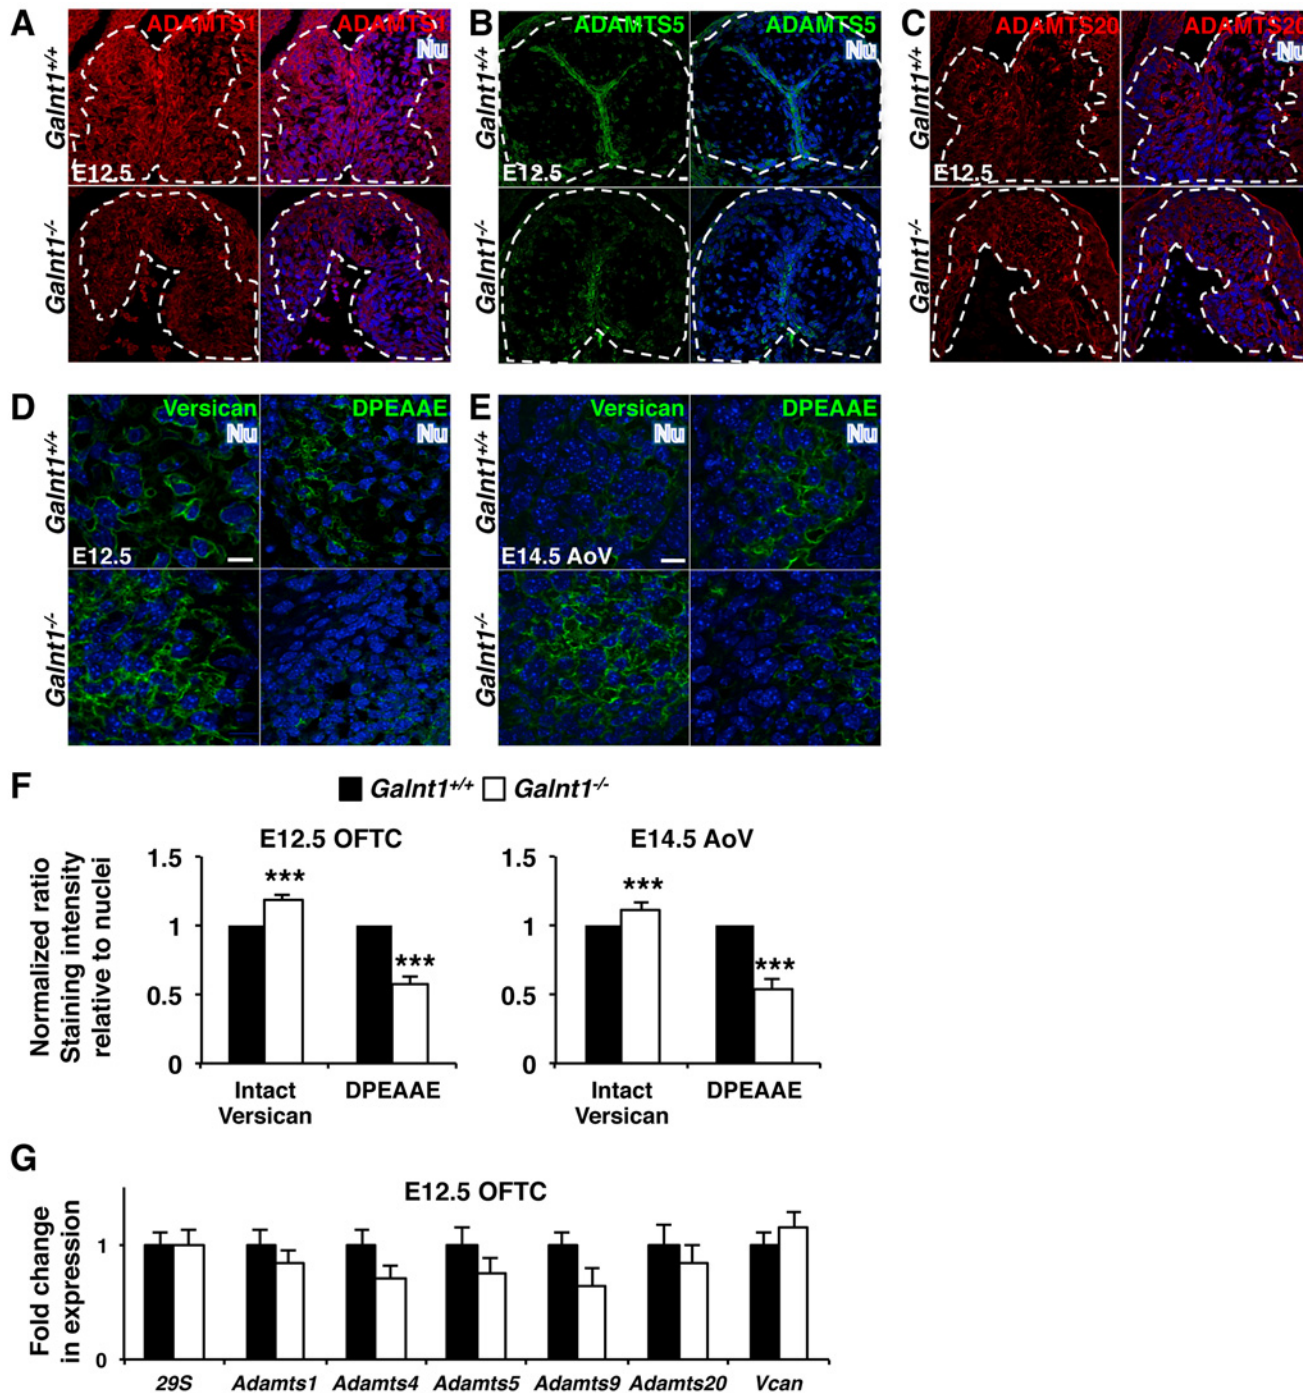 A
ADAMTS1
ADAMTS1
Nu
Galnt1+/+
E12.5
Galnt1-/-
B
ADAMTS5
ADAMTS5
Nu
Galnt1+/+
E12.5
Galnt1-/-
C
ADAMTS20
ADAMTS20
Nu
Galnt1+/+
E12.5
Galnt1-/-
D
Versican
Nu
DPEAAE
Nu
Galnt1+/+
E12.5
Galnt1-/-
E
Versican
Nu
DPEAAE
Nu
Galnt1+/+
E14.5 AoV
Galnt1-/-
F
Galnt1+/+ Galnt1-/-
Normalized ratio
Staining intensity
relative to nuclei
E12.5 OFTC
1.5
1
0.5
0
***
***
Intact
Versican
DPEAAE
E14.5 AoV
1.5
1
0.5
0
***
***
Intact
Versican
DPEAAE
G
E12.5 OFTC
Fold change
in expression
1
0
29S Adamts1 Adamts4 Adamts5 Adamts9 Adamts20 Vcan